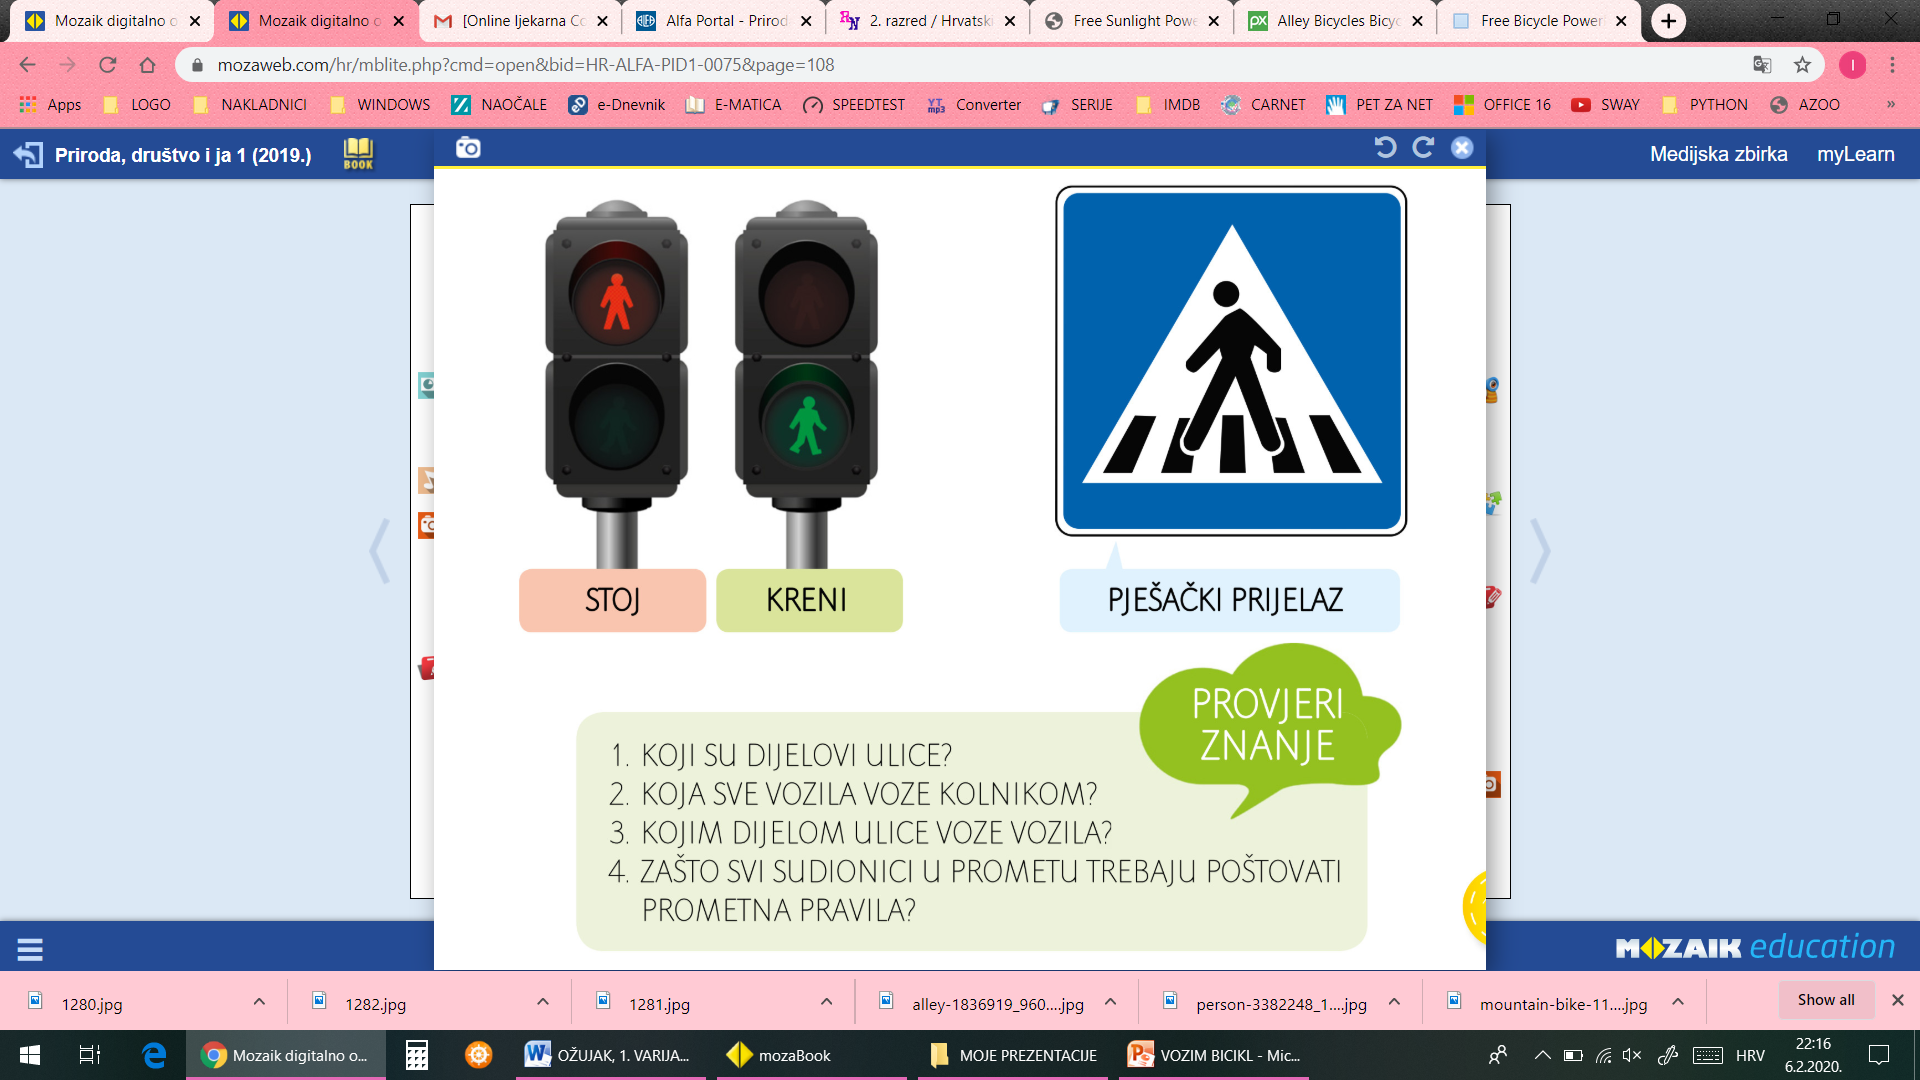 Mozaik digitalno o
Mozaik digitalno o
[Online ljekarna Co
Alfa Portal - Prirod
2. razred / Hrvatski
Free Sunlight Powe
Alley Bicycles Bicyc
Free Bicycle Power
mozaweb.com/hr/mblite.php?cmd=open&bid=HR-ALFA-PID1-0075&page=108
I
Apps LOGO NAKLADNICI WINDOWS NAOČALE e-Dnevnik E-MATICA SPEEDTEST Converter SERIJE IMDB CARNET PET ZA NET OFFICE 16 SWAY PYTHON AZOO »
Priroda, društvo i ja 1 (2019.)
BOOK
Medijska zbirka myLearn
STOJ
KRENI
PJEŠAČKI PRIJELAZ
PROVJERI
ZNANJE
1. KOJI SU DIJELOVI ULICE?
2. KOJA SVE VOZILA VOZE KOLNIKOM?
3. KOJIM DIJELOM ULICE VOZE VOZILA?
4. ZAŠTO SVI SUDIONICI U PROMETU TREBAJU POŠTOVATI
PROMETNA PRAVILA?
MOZAIK education
1280.jpg
1282.jpg
1281.jpg
alley-1836919_960....jpg
person-3382248_1....jpg
mountain-bike-11....jpg
Show all
Mozaik digitalno o...
OŽUJAK, 1. VARIJA...
mozaBook
MOJE PREZENTACIJE
VOZIM BICIKL - Mic...
HRV
22:16
6.2.2020.